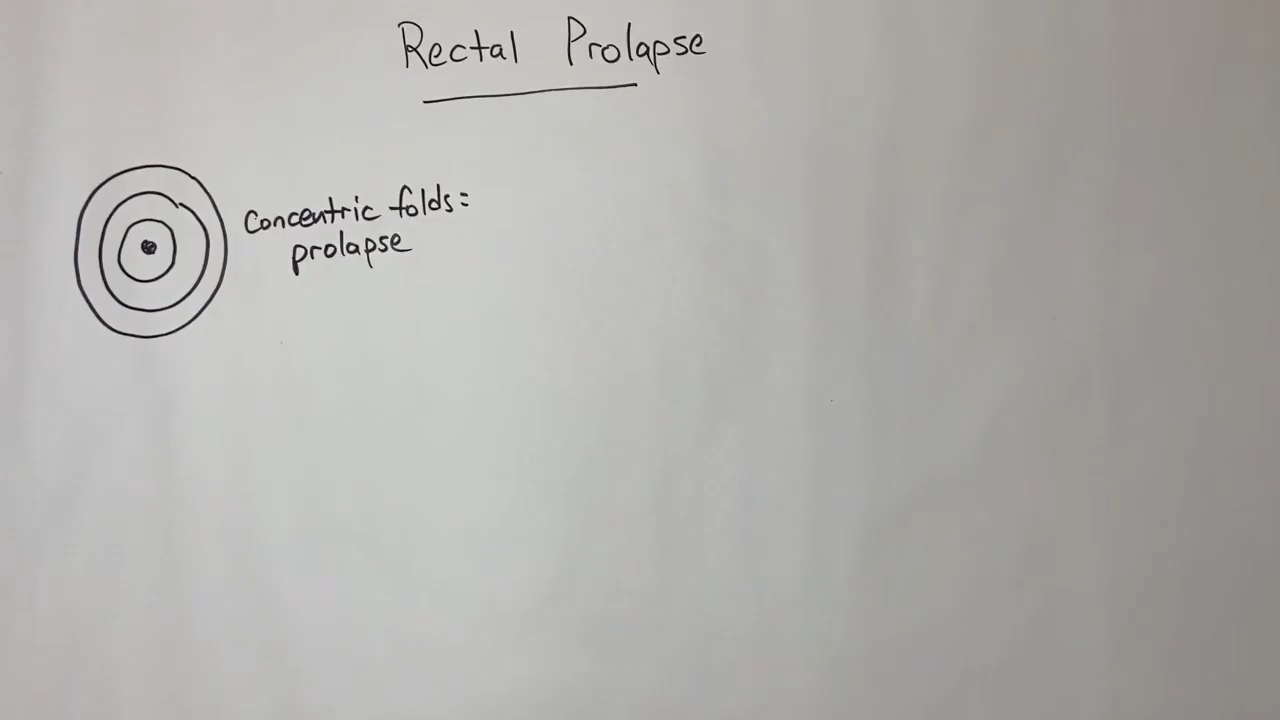 Rectal Prolapse
Concentric folds =
prolapse